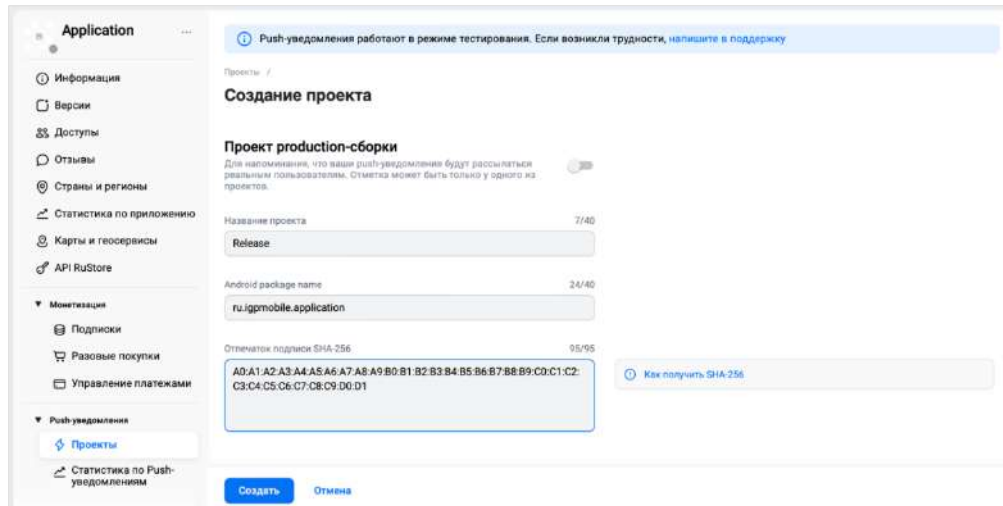 Application
...
Информация
Версии
Доступы
Отзывы
Страны и регионы
Статистика по приложению
Карты и геосервисы
API RuStore
Монетизация
Подписки
Разовые покупки
Управление платежами
Push-уведомления
Проекты
Статистика по Push-
уведомлениям
Push-уведомления работают в режиме тестирования. Если возникли трудности, напишите в поддержку
Проекты /
Создание проекта
Проект production-сборки
Для напоминания, что ваши push-уведомления будут рассылаться
реальным пользователям. Отметка может быть только у одного из
проектов.
Название проекта 7/40
Release
Android package name 24/40
ru.igpmobile.application
Отпечаток подписи SHA-256 95/95
A0:A1:A2:A3:A4:A5:A6:A7:A8:A9:B0:B1:B2:B3:B4:B5:B6:B7:B8:B9:C0:C1:C2:
C3:C4:C5:C6:C7:C8:C9:D0:D1
Как получить SHA-256
Создать Отмена